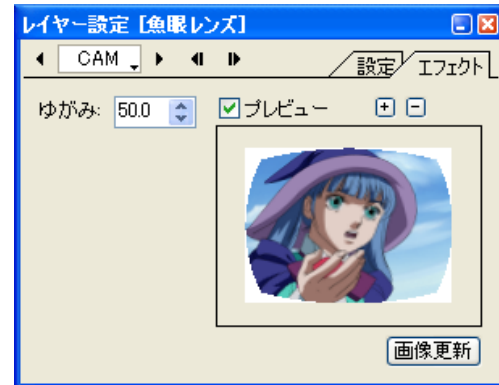 レイヤー設定 [魚眼レンズ]
CAM
設定 エフェクト
ゆがみ: 50.0
プレビュー
画像更新